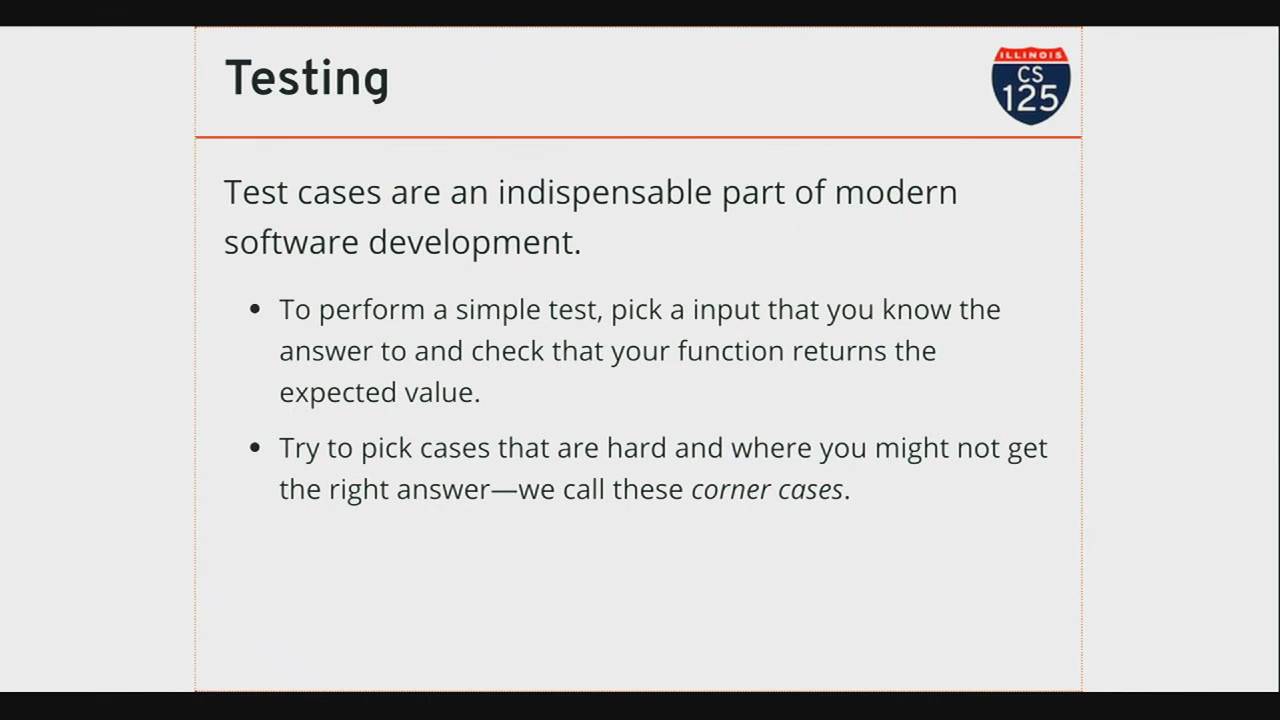 Testing
ILLINOIS
CS
125
Test cases are an indispensable part of modern
software development.
• To perform a simple test, pick a input that you know the
answer to and check that your function returns the
expected value.
• Try to pick cases that are hard and where you might not get
the right answer—we call these corner cases.